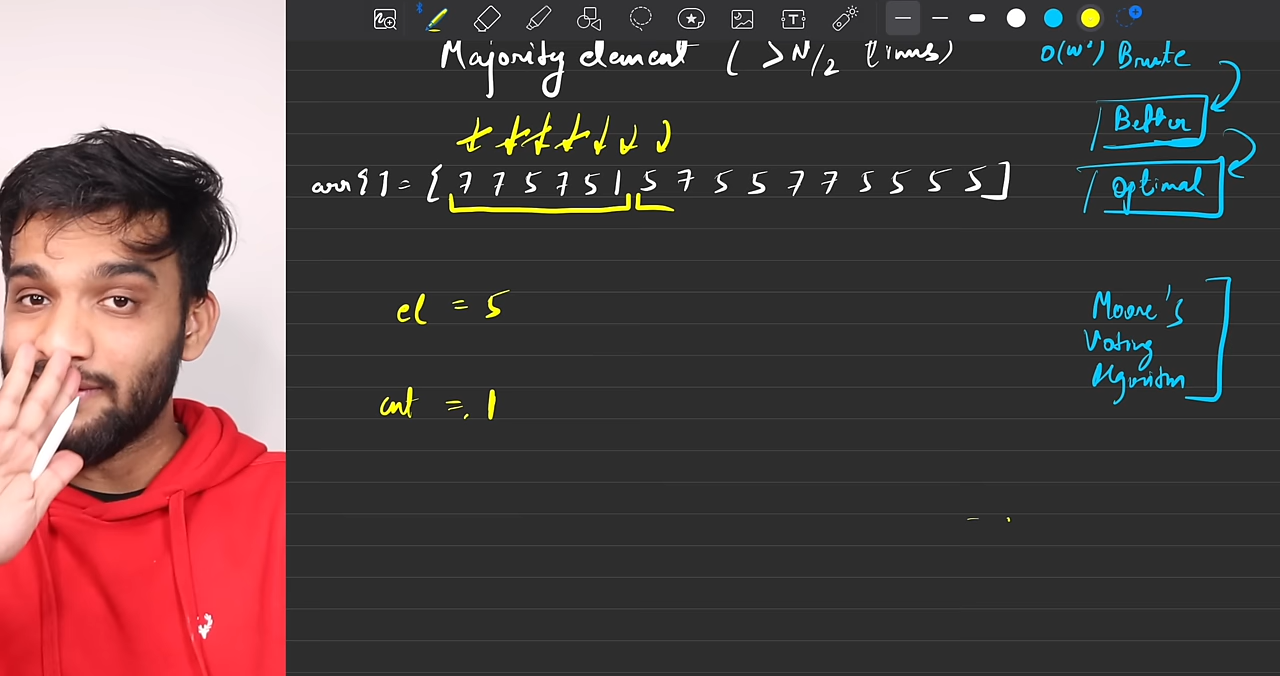 Majority element ( > N/2 times)
O(N²) Brute
Better
Optimal
arr[] = { 7 7 5 7 5 1 5 7 5 5 7 7 5 5 5 5 ]
el = 5
cnt = 1
Moore's
Voting
Algorithm
T